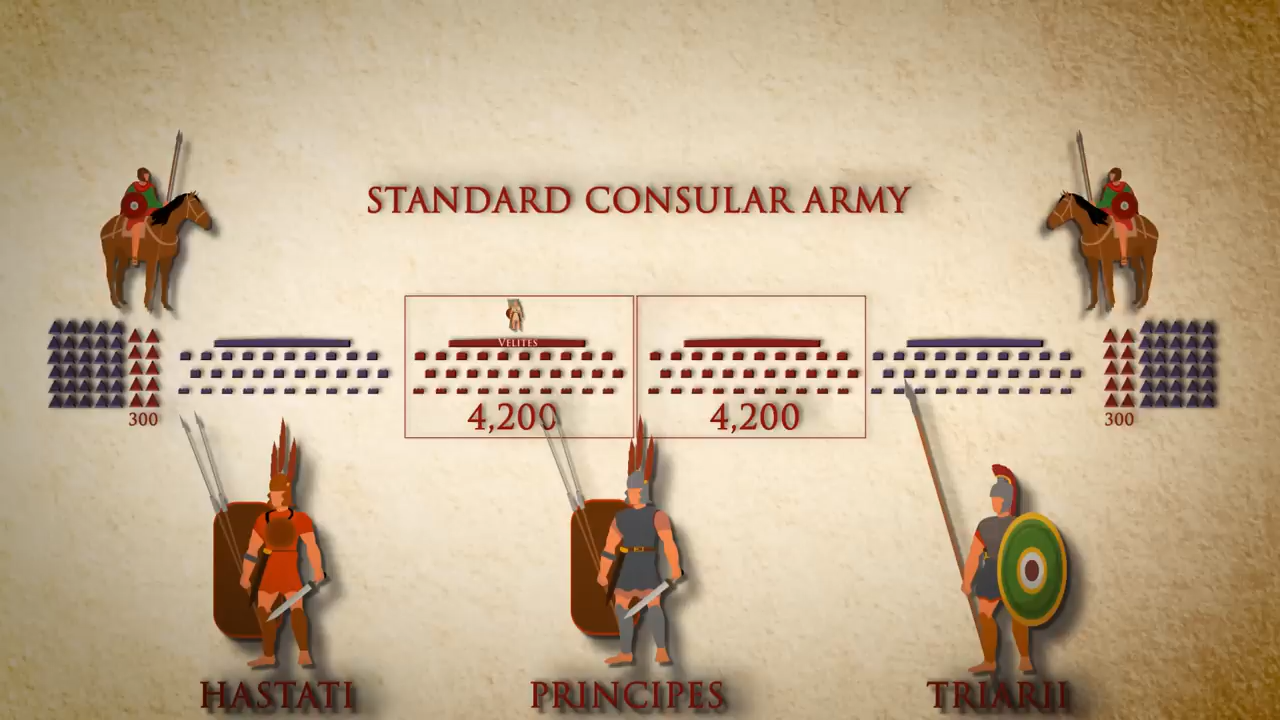 STANDARD CONSULAR ARMY
VELITES
4,200
4,200
300
300
HASTATI
PRINCIPES
TRIARII